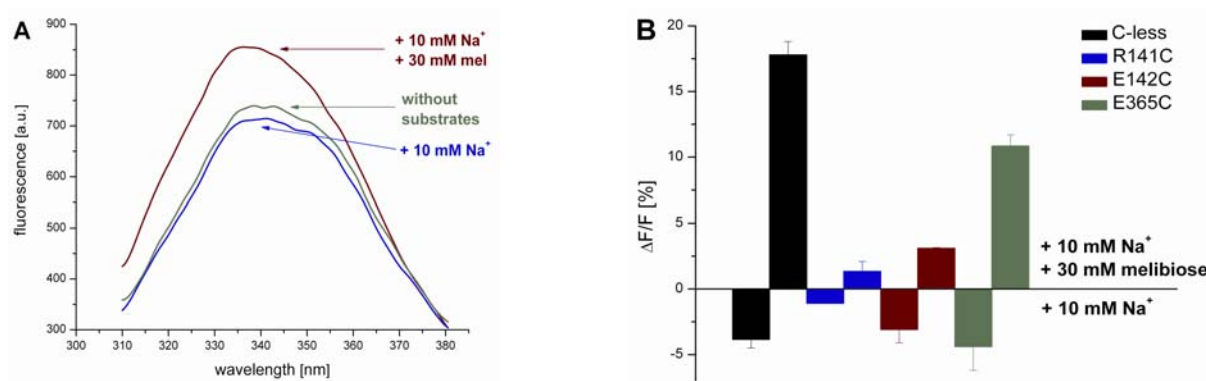 A
+ 10 mM Na⁺
+ 30 mM mel
without
substrates
+ 10 mM Na⁺
fluorescence [a.u.]
900
800
700
600
500
400
300
300
310
320
330
340
350
360
370
380
wavelength [nm]
B
C-less
R141C
E142C
E365C
ΔF/F [%]
20
15
10
5
0
-5
+ 10 mM Na⁺
+ 30 mM melibiose
+ 10 mM Na⁺